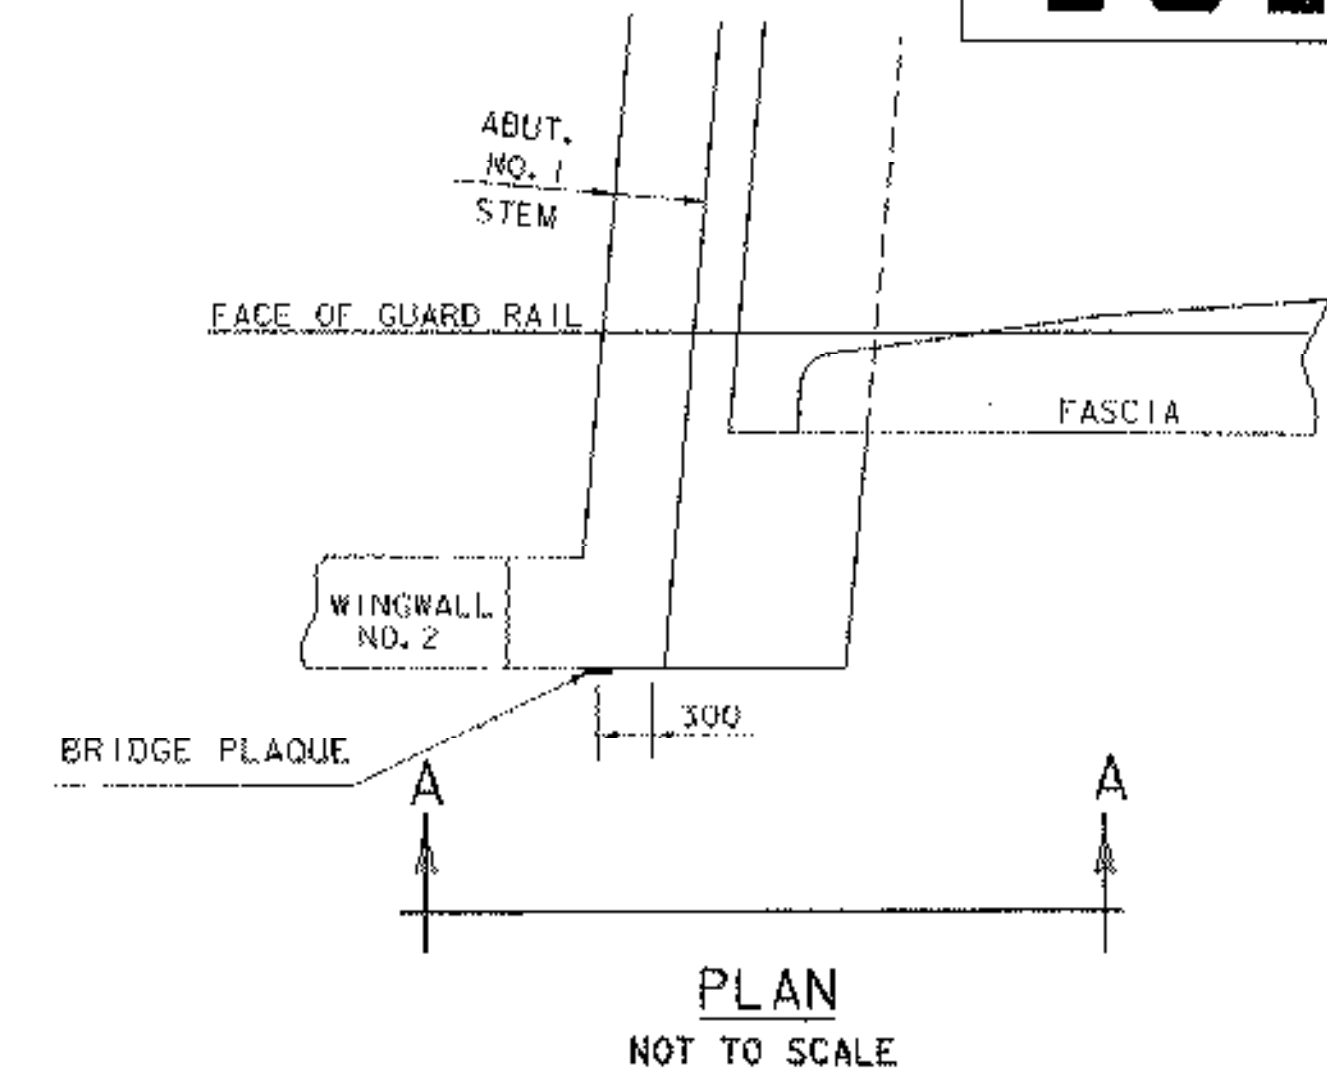 ABUT.
NO. 1
STEM
FACE OF GUARD RAIL
FASCIA
WINGWALL
NO. 2
300
BRIDGE PLAQUE
A
A
PLAN
NOT TO SCALE